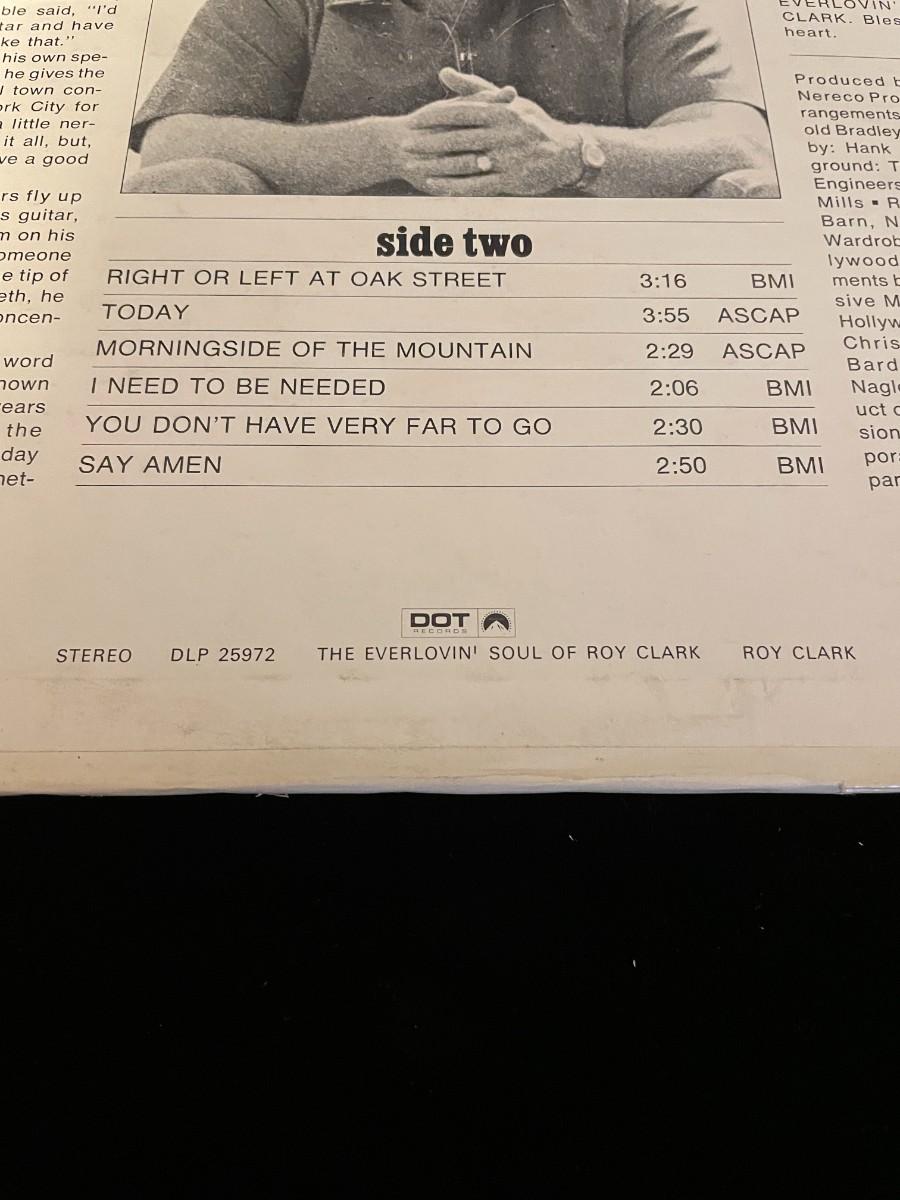 ble said, "I'd
tar and have
ke that."
his own spe-
he gives the
l town con-
rk City for
a little ner-
it all, but,
ve a good
rs fly up
s guitar,
m on his
omeone
e tip of
eth, he
oncen-
word
nown
ears
the
day
net-
side two
RIGHT OR LEFT AT OAK STREET 3:16 BMI
TODAY 3:55 ASCAP
MORNINGSIDE OF THE MOUNTAIN 2:29 ASCAP
I NEED TO BE NEEDED 2:06 BMI
YOU DON'T HAVE VERY FAR TO GO 2:30 BMI
SAY AMEN 2:50 BMI
EVERLOVIN'
CLARK. Bles
heart.
Produced b
Nereco Pro
rangements
old Bradley
by: Hank
ground: T
Engineers
Mills ▪ R
Barn, N
Wardrob
lywood
ments b
sive M
Hollyw
Chris
Bard
Nagle
uct o
sion
por
par
DOT
RECORDS
STEREO DLP 25972 THE EVERLOVIN' SOUL OF ROY CLARK ROY CLARK